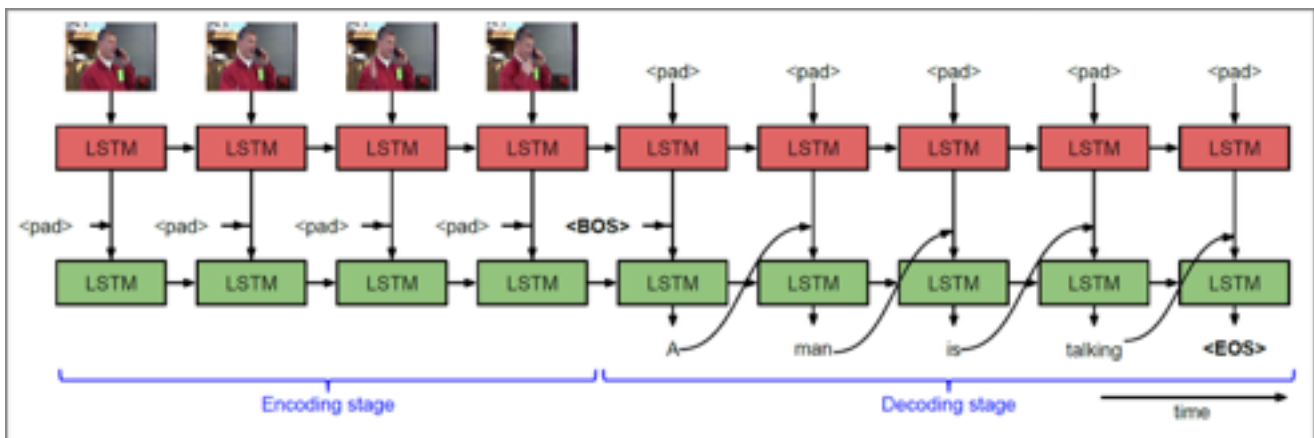 <pad> <pad> <pad> <pad> <pad>
LSTM LSTM LSTM LSTM LSTM LSTM LSTM LSTM LSTM
<pad> <pad> <pad> <pad> <BOS>
LSTM LSTM LSTM LSTM LSTM LSTM LSTM LSTM LSTM
A man is talking <EOS>
Encoding stage Decoding stage time